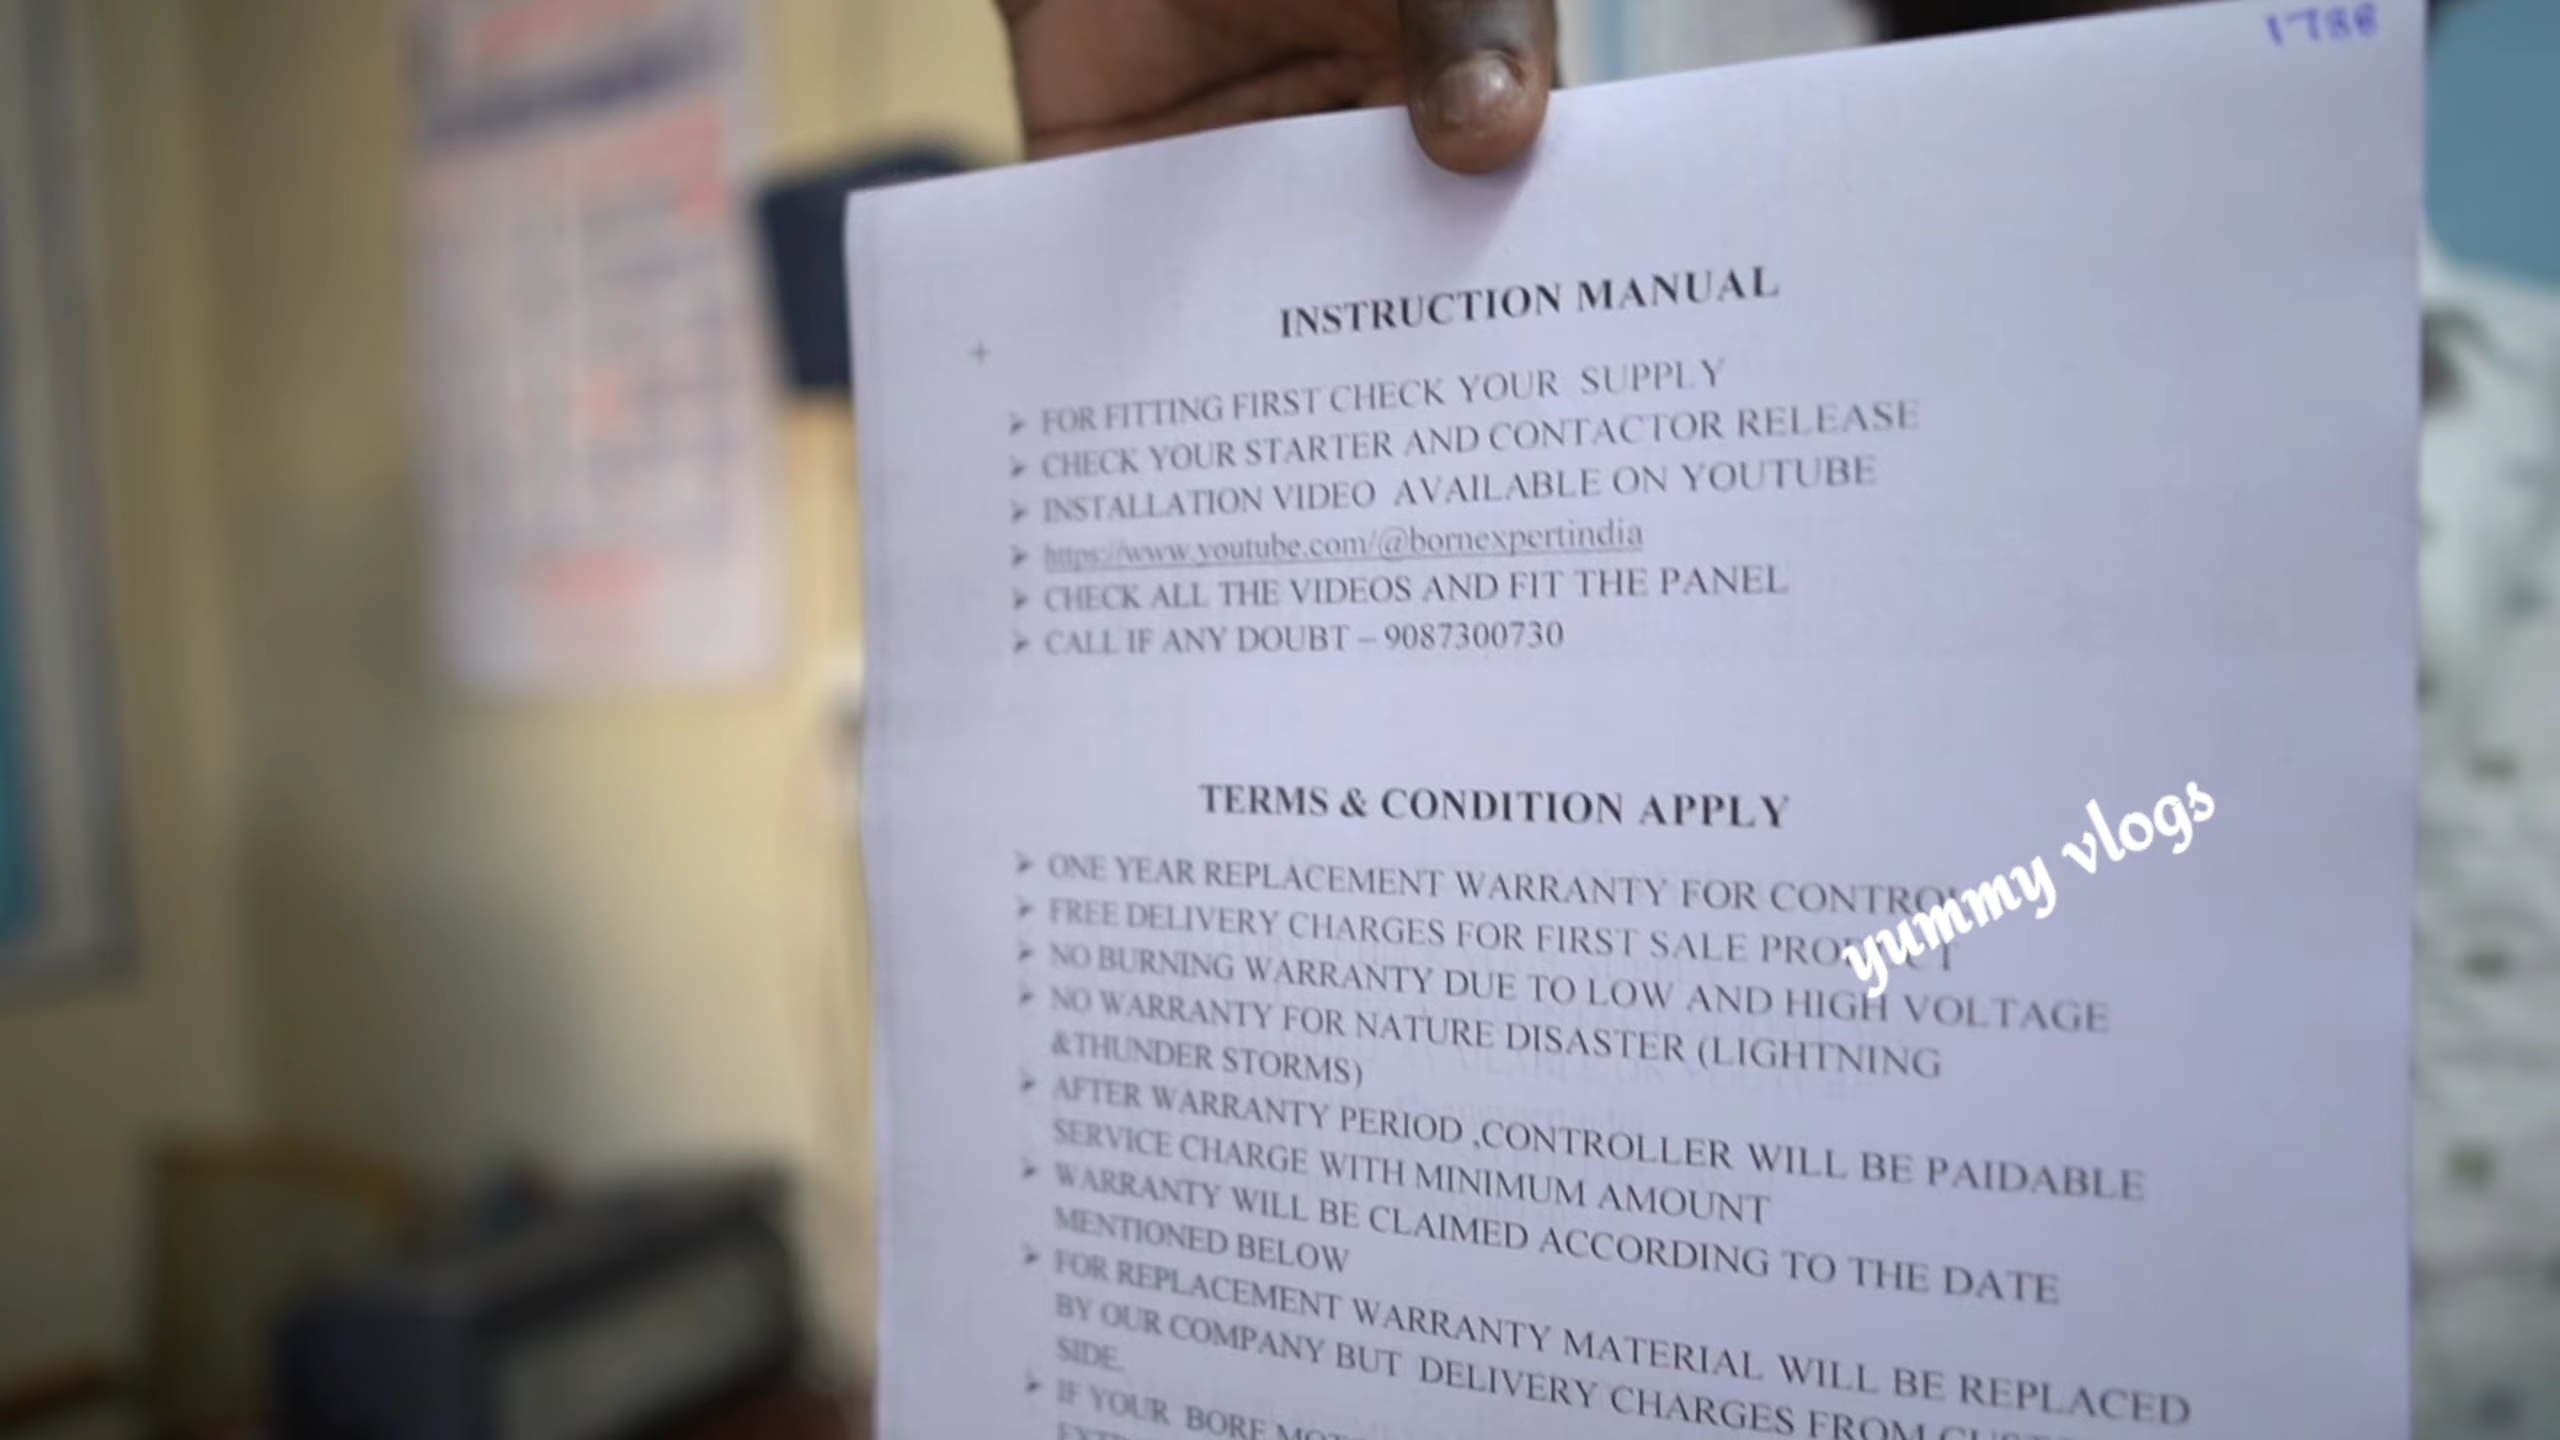 1786
INSTRUCTION MANUAL
+
➤ FOR FITTING FIRST CHECK YOUR SUPPLY
➤ CHECK YOUR STARTER AND CONTACTOR RELEASE
➤ INSTALLATION VIDEO AVAILABLE ON YOUTUBE
➤ https://www.youtube.com/@bornexpertindia
➤ CHECK ALL THE VIDEOS AND FIT THE PANEL
➤ CALL IF ANY DOUBT – 9087300730
TERMS & CONDITION APPLY
➤ ONE YEAR REPLACEMENT WARRANTY FOR
➤ FREE DELIVERY CHARGES FOR FIRST SALE
➤ NO BURNING WARRANTY DUE TO LOW AND HIGH VOLTAGE
➤ NO WARRANTY FOR NATURE DISASTER (LIGHTNING
&THUNDER STORMS)
➤ AFTER WARRANTY PERIOD ,CONTROLLER WILL BE PAIDABLE
SERVICE CHARGE WITH MINIMUM AMOUNT
➤ WARRANTY WILL BE CLAIMED ACCORDING TO THE DATE
MENTIONED BELOW
➤ FOR REPLACEMENT WARRANTY MATERIAL WILL BE REPLACED
BY OUR COMPANY BUT DELIVERY CHARGES FROM
SIDE.
➤ IF YOUR BORE
yummy vlogs